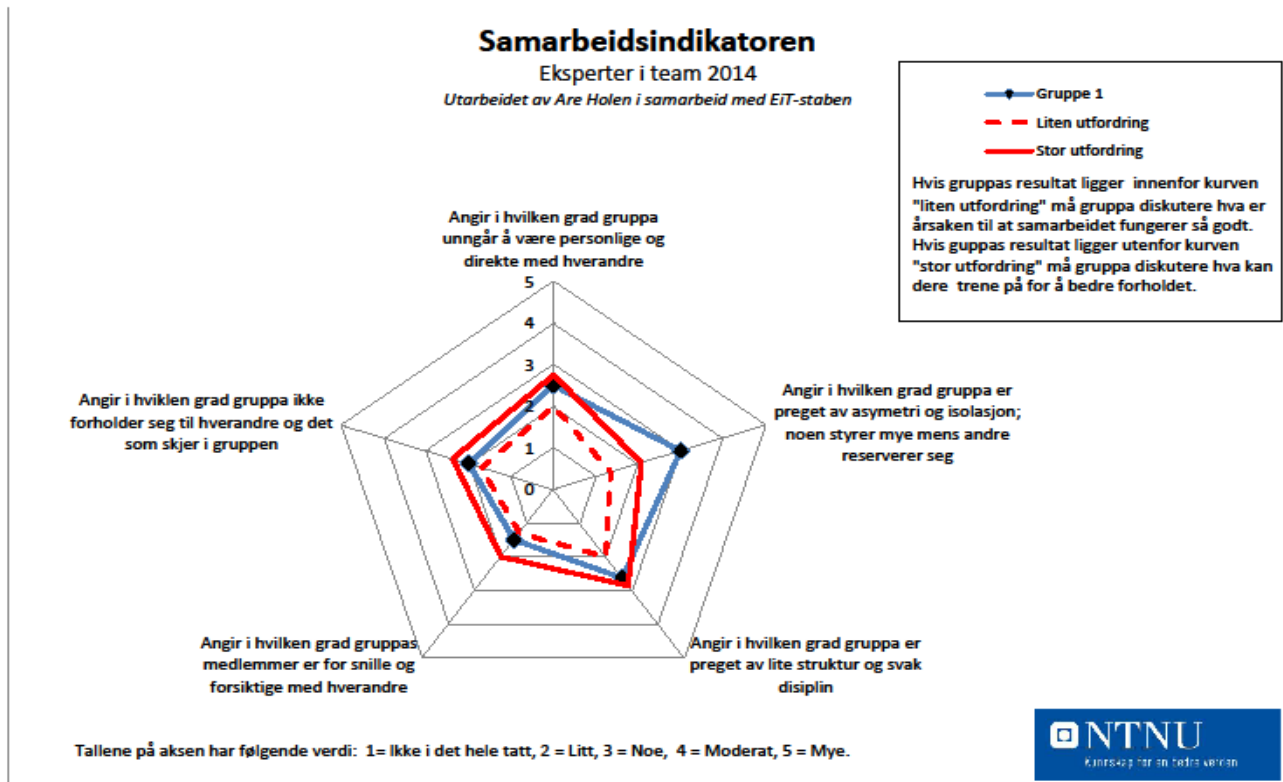 Samarbeidsindikatoren
Eksperter i team 2014
Utarbeidet av Are Holen i samarbeid med EiT-staben
Gruppe 1
Liten utfordring
Stor utfordring
Hvis gruppas resultat ligger innenfor kurven
"liten utfordring" må gruppa diskutere hva er
årsaken til at samarbeidet fungerer så godt.
Hvis guppas resultat ligger utenfor kurven
"stor utfordring" må gruppa diskutere hva kan
dere trene på for å bedre forholdet.
Angir i hvilken grad gruppa
unngår å være personlige og
direkte med hverandre
5
4
3
2
1
0
Angir i hvilken grad gruppa er
preget av asymetri og isolasjon;
noen styrer mye mens andre
reserverer seg
Angir i hviklen grad gruppa ikke
forholder seg til hverandre og det
som skjer i gruppen
Angir i hvilken grad gruppas
medlemmer er for snille og
forsiktige med hverandre
Angir i hvilken grad gruppa er
preget av lite struktur og svak
disiplin
Tallene på aksen har følgende verdi: 1= Ikke i det hele tatt, 2 = Litt, 3 = Noe, 4 = Moderat, 5 = Mye.
NTNU
Kunnskap for en bedre verden